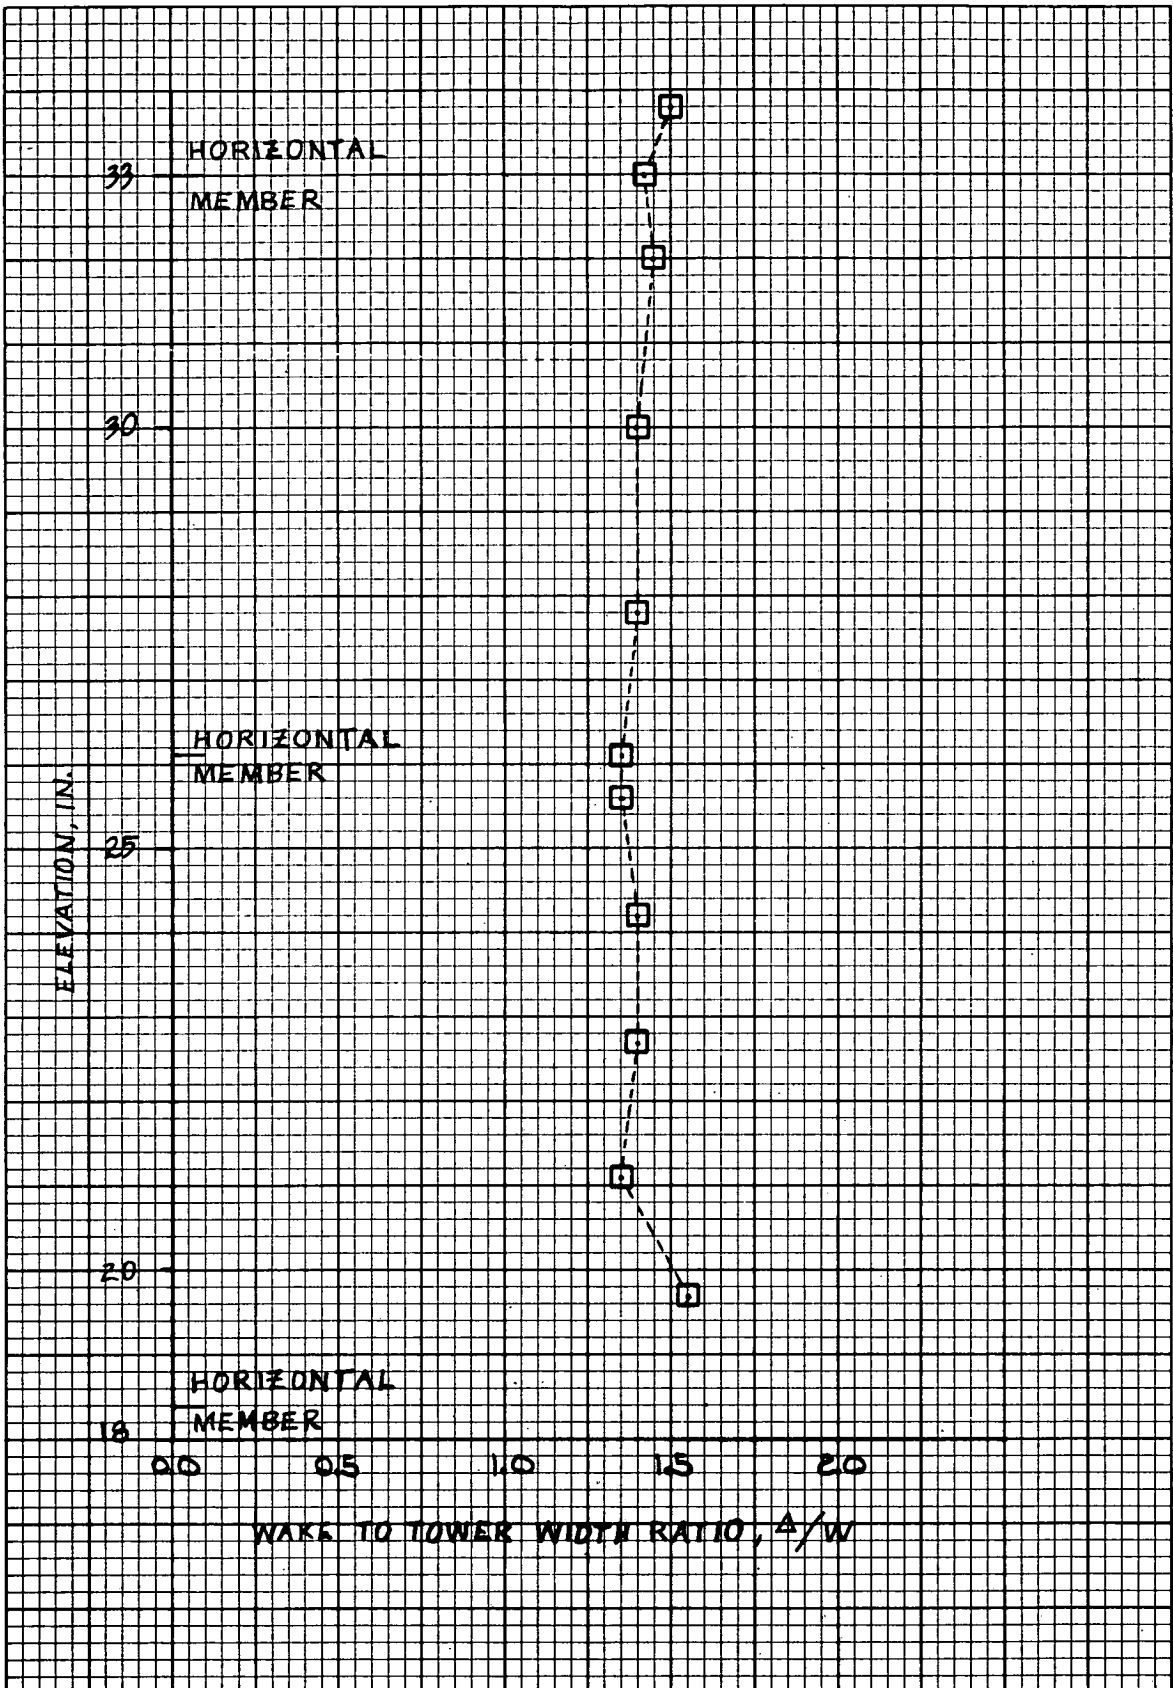 HORIZONTAL
33
MEMBER
30
HORIZONTAL
MEMBER
ELEVATION, IN.
25
20
HORIZONTAL
18
MEMBER
0.0 0.5 1.0 1.5 2.0
WAKE TO TOWER WIDTH RATIO, Δ/W